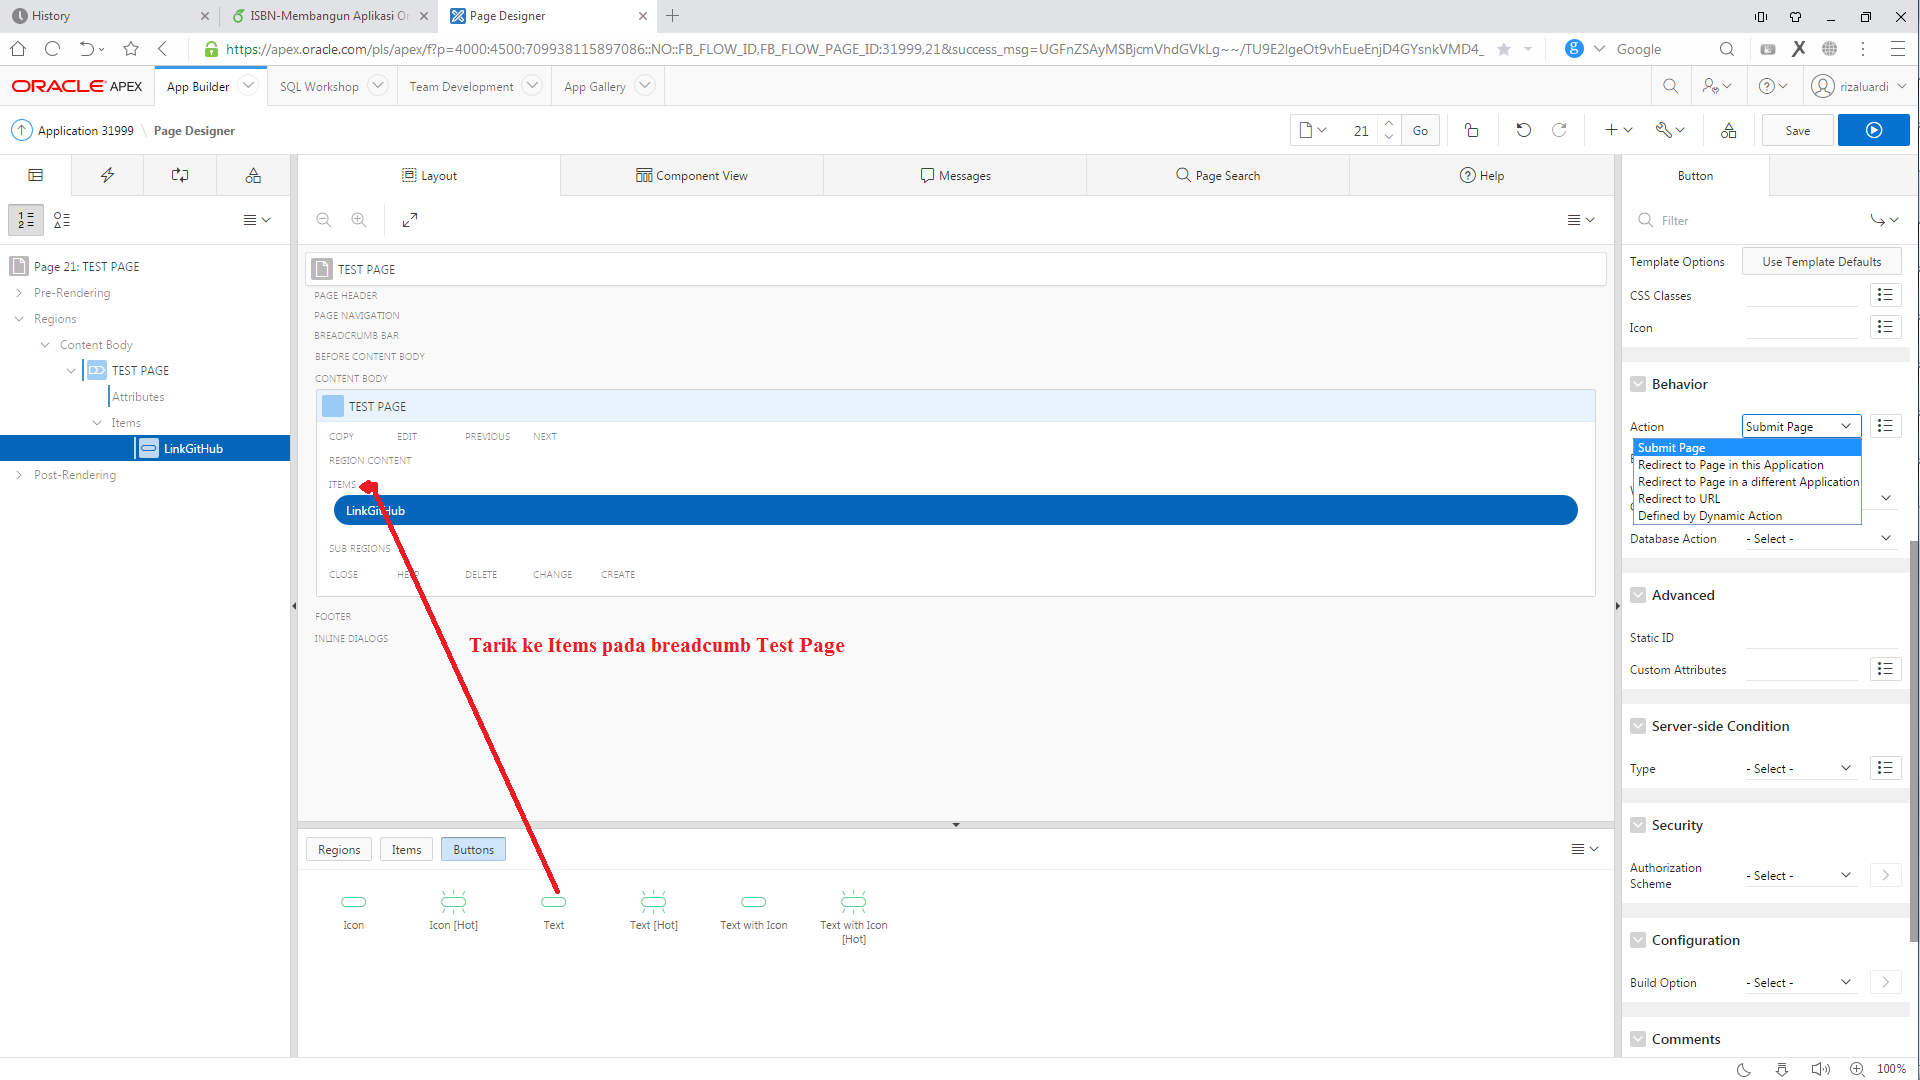 History
ISBN-Membangun Aplikasi Or
Page Designer
https://apex.oracle.com/pls/apex/f?p=4000:4500:709938115897086::NO::FB_FLOW_ID,FB_FLOW_PAGE_ID:31999,21&success_msg=UGFnZSAyMSBjcmVhdGVkLg~~/TU9E2lgeOt9vhEueEnjD4GYsnkVMD4_
Google
ORACLE APEX
App Builder
SQL Workshop
Team Development
App Gallery
rizaluardi
Application 31999 \ Page Designer
21
Go
Save
Layout
Component View
Messages
Page Search
Help
Button
Filter
Page 21: TEST PAGE
Pre-Rendering
Regions
Content Body
TEST PAGE
Attributes
Items
LinkGitHub
Post-Rendering
TEST PAGE
PAGE HEADER
PAGE NAVIGATION
BREADCRUMB BAR
BEFORE CONTENT BODY
CONTENT BODY
TEST PAGE
COPY EDIT PREVIOUS NEXT
REGION CONTENT
ITEMS
LinkGitHub
SUB REGIONS
CLOSE HELP DELETE CHANGE CREATE
FOOTER
INLINE DIALOGS
Tarik ke Items pada breadcumb Test Page
Regions Items Buttons
Icon
Icon [Hot]
Text
Text [Hot]
Text with Icon
Text with Icon
[Hot]
Template Options Use Template Defaults
CSS Classes
Icon
Behavior
Action Submit Page
Submit Page
Redirect to Page in this Application
Redirect to Page in a different Application
Redirect to URL
Defined by Dynamic Action
Database Action - Select -
Advanced
Static ID
Custom Attributes
Server-side Condition
Type - Select -
Security
Authorization
Scheme
- Select -
Configuration
Build Option - Select -
Comments
100%